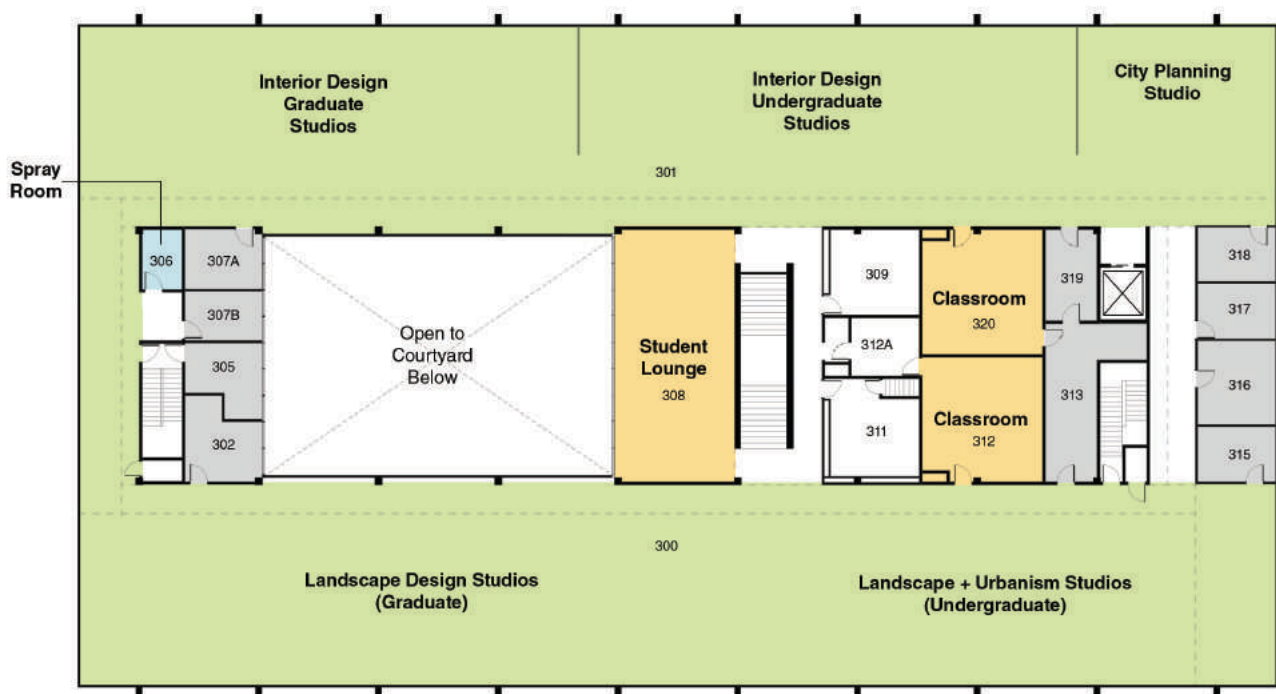 Interior Design
Graduate
Studios
Interior Design
Undergraduate
Studios
City Planning
Studio
Spray
Room
301
306
307A
307B
305
302
Open to
Courtyard
Below
Student
Lounge
308
309
312A
311
Classroom
320
Classroom
312
319
313
318
317
316
315
300
Landscape Design Studios
(Graduate)
Landscape + Urbanism Studios
(Undergraduate)